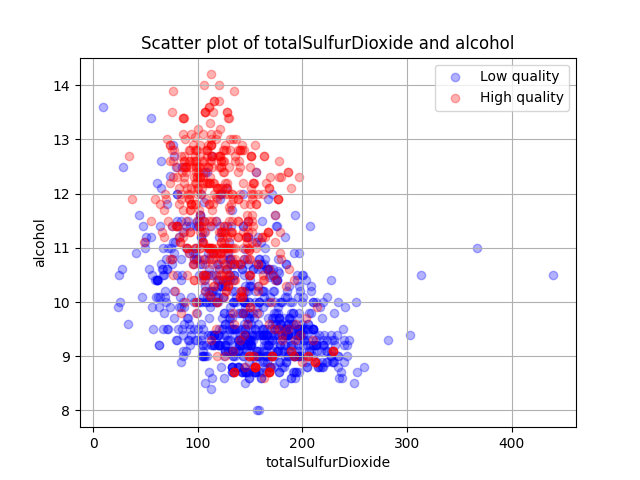 Scatter plot of totalSulfurDioxide and alcohol
Low quality
High quality
14
13
12
11
10
9
8
alcohol
0
100
200
300
400
totalSulfurDioxide